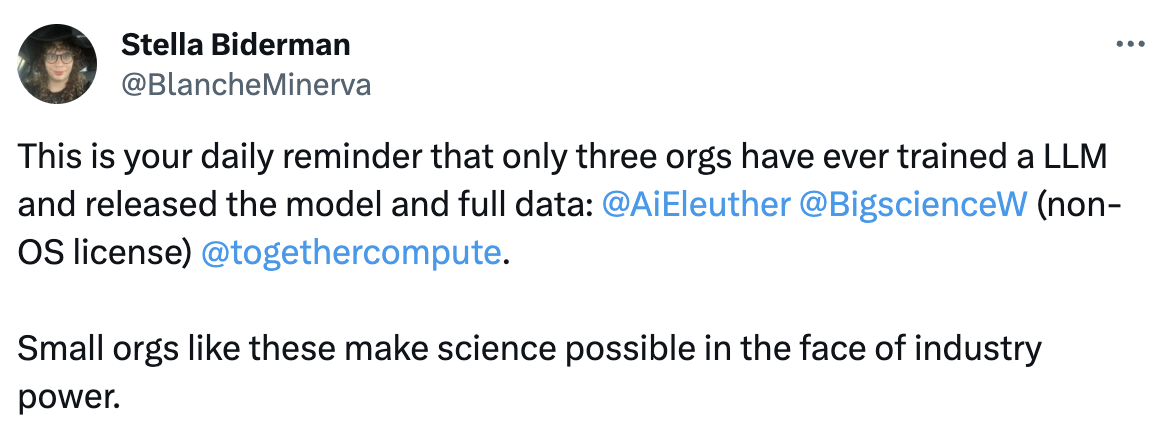 Stella Biderman
@BlancheMinerva
This is your daily reminder that only three orgs have ever trained a LLM
and released the model and full data: @AiEleuther @BigscienceW (non-
OS license) @togethercompute.
Small orgs like these make science possible in the face of industry
power.